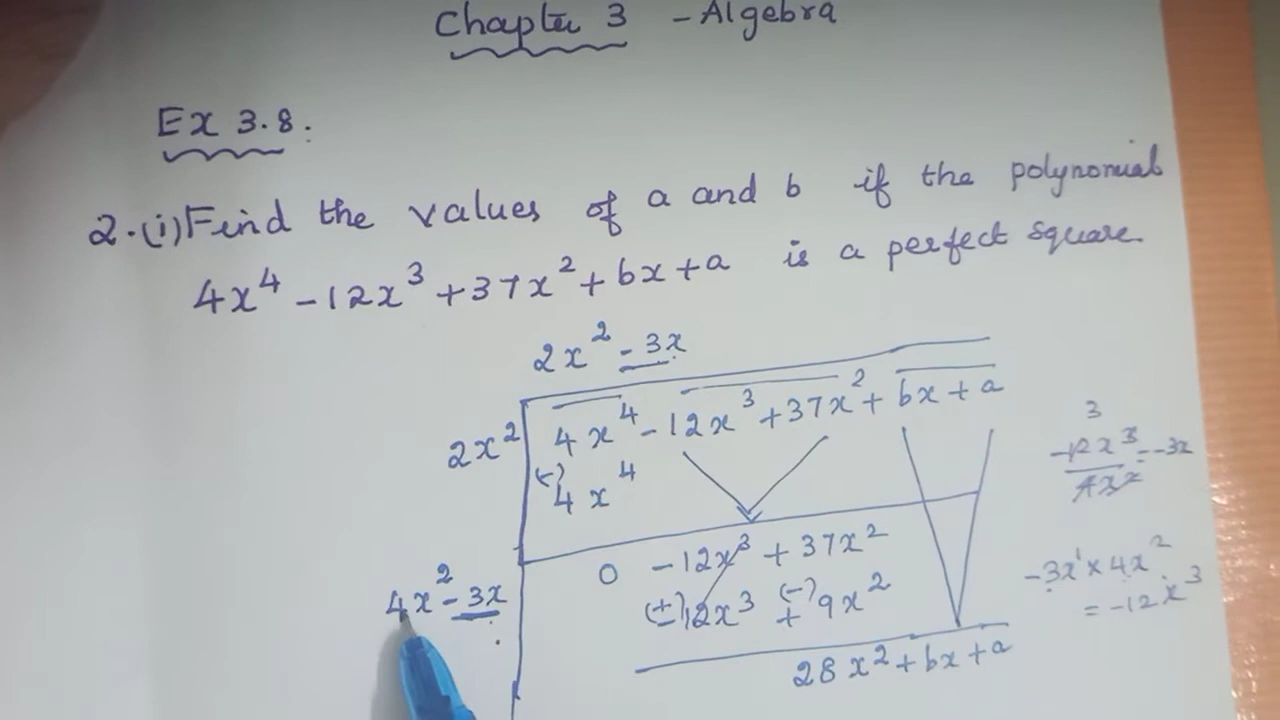 Chapter 3 - Algebra
Ex 3.8.
2.(i) Find the values of a and b if the polynomial
4x⁴ - 12x³ + 37x² + bx + a is a perfect square.
2x² - 3x
2x² 4x⁴ - 12x³ + 37x² + bx + a
(-) 4x⁴
0 -12x³ + 37x²
4x² - 3x (+) 12x³ (-) + 9x²
28x² + bx + a
3
-12x³ / 4x² = -3x
-3x¹ × 4x²
= -12x³